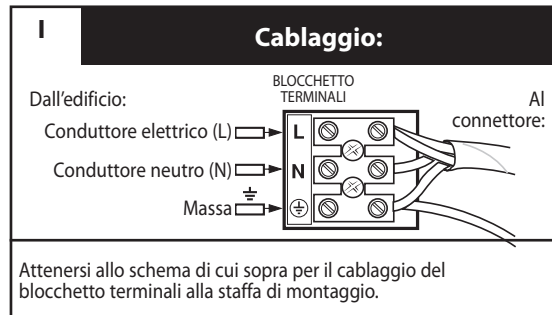 I
Cablaggio:
BLOCCHETTO
TERMINALI
Dall'edificio:
Al
connettore:
Conduttore elettrico (L)
L
Conduttore neutro (N)
N
Massa
Attenersi allo schema di cui sopra per il cablaggio del
blocchetto terminali alla staffa di montaggio.